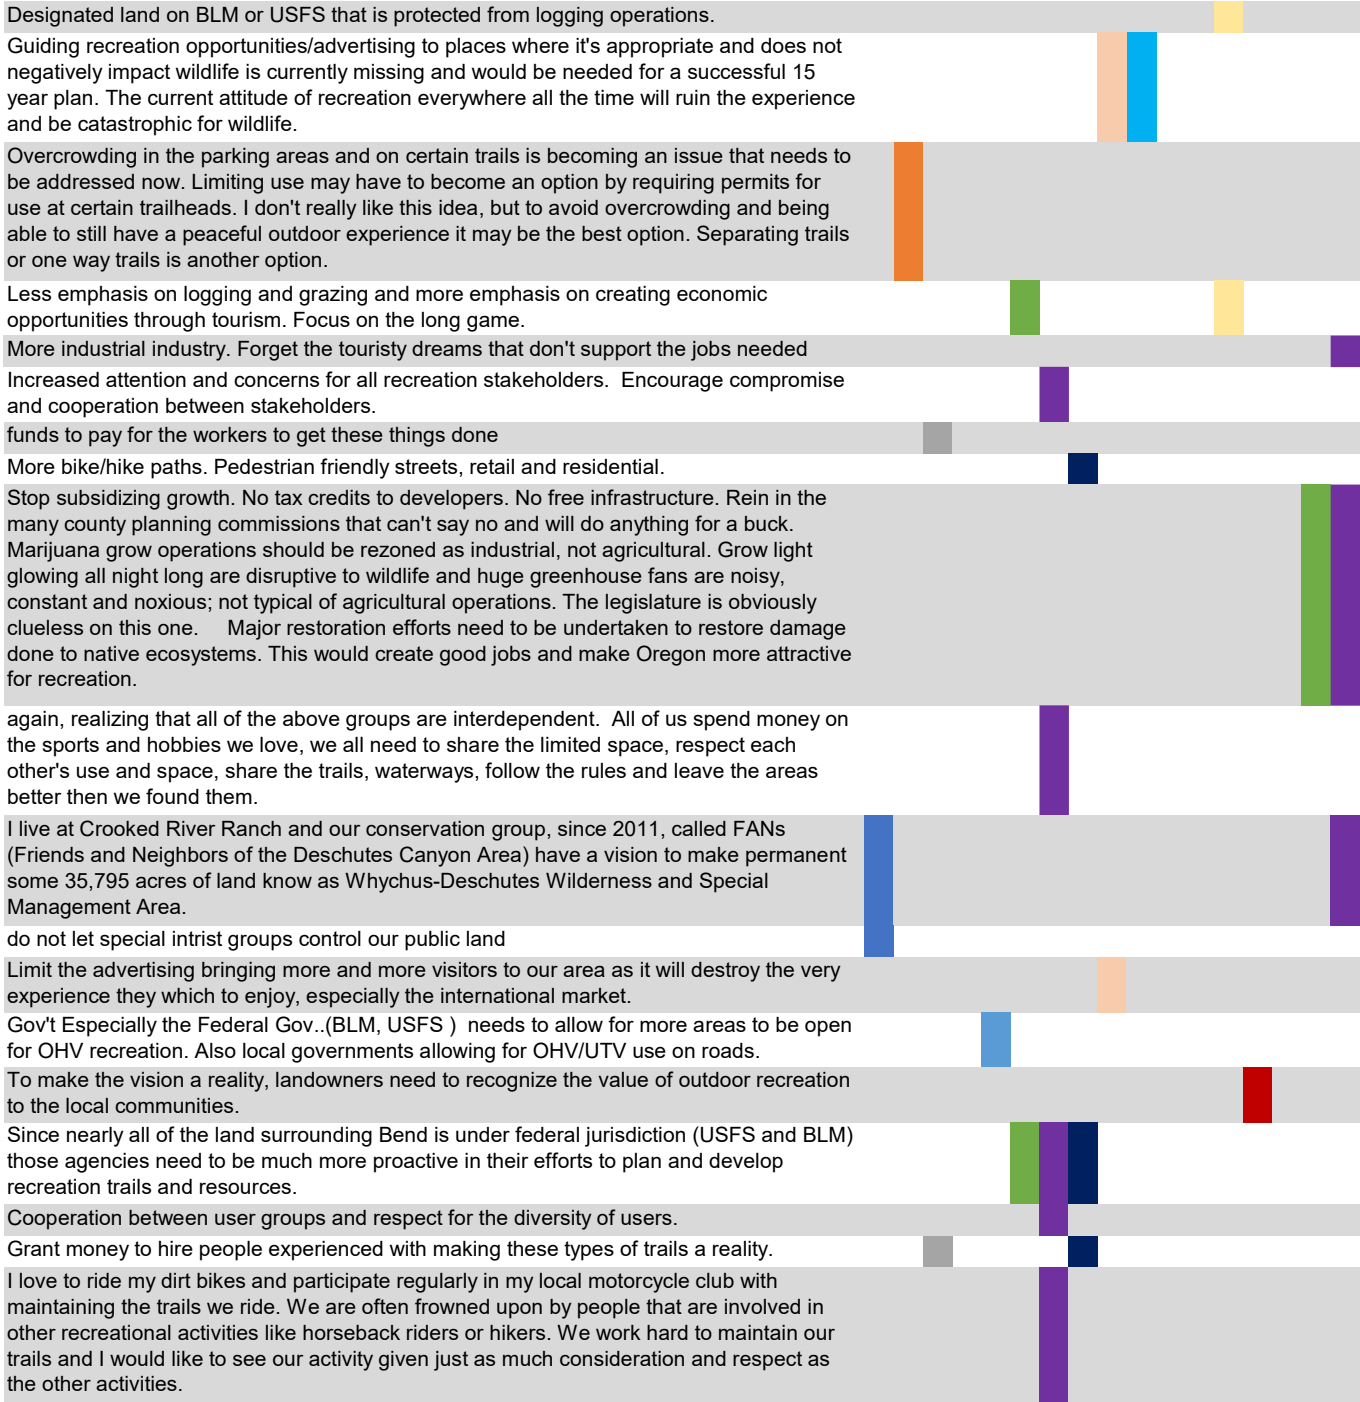 Designated land on BLM or USFS that is protected from logging operations.
Guiding recreation opportunities/advertising to places where it's appropriate and does not
negatively impact wildlife is currently missing and would be needed for a successful 15
year plan. The current attitude of recreation everywhere all the time will ruin the experience
and be catastrophic for wildlife.
Overcrowding in the parking areas and on certain trails is becoming an issue that needs to
be addressed now. Limiting use may have to become an option by requiring permits for
use at certain trailheads. I don't really like this idea, but to avoid overcrowding and being
able to still have a peaceful outdoor experience it may be the best option. Separating trails
or one way trails is another option.
Less emphasis on logging and grazing and more emphasis on creating economic
opportunities through tourism. Focus on the long game.
More industrial industry. Forget the touristy dreams that don't support the jobs needed
Increased attention and concerns for all recreation stakeholders.  Encourage compromise
and cooperation between stakeholders.
funds to pay for the workers to get these things done
More bike/hike paths. Pedestrian friendly streets, retail and residential.
Stop subsidizing growth. No tax credits to developers. No free infrastructure. Rein in the
many county planning commissions that can't say no and will do anything for a buck.
Marijuana grow operations should be rezoned as industrial, not agricultural. Grow light
glowing all night long are disruptive to wildlife and huge greenhouse fans are noisy,
constant and noxious; not typical of agricultural operations. The legislature is obviously
clueless on this one.     Major restoration efforts need to be undertaken to restore damage
done to native ecosystems. This would create good jobs and make Oregon more attractive
for recreation.
again, realizing that all of the above groups are interdependent.  All of us spend money on
the sports and hobbies we love, we all need to share the limited space, respect each
other's use and space, share the trails, waterways, follow the rules and leave the areas
better then we found them.
I live at Crooked River Ranch and our conservation group, since 2011, called FANs
(Friends and Neighbors of the Deschutes Canyon Area) have a vision to make permanent
some 35,795 acres of land know as Whychus-Deschutes Wilderness and Special
Management Area.
do not let special intrist groups control our public land
Limit the advertising bringing more and more visitors to our area as it will destroy the very
experience they which to enjoy, especially the international market.
Gov't Especially the Federal Gov..(BLM, USFS )  needs to allow for more areas to be open
for OHV recreation. Also local governments allowing for OHV/UTV use on roads.
To make the vision a reality, landowners need to recognize the value of outdoor recreation
to the local communities.
Since nearly all of the land surrounding Bend is under federal jurisdiction (USFS and BLM)
those agencies need to be much more proactive in their efforts to plan and develop
recreation trails and resources.
Cooperation between user groups and respect for the diversity of users.
Grant money to hire people experienced with making these types of trails a reality.
I love to ride my dirt bikes and participate regularly in my local motorcycle club with
maintaining the trails we ride. We are often frowned upon by people that are involved in
other recreational activities like horseback riders or hikers. We work hard to maintain our
trails and I would like to see our activity given just as much consideration and respect as
the other activities.